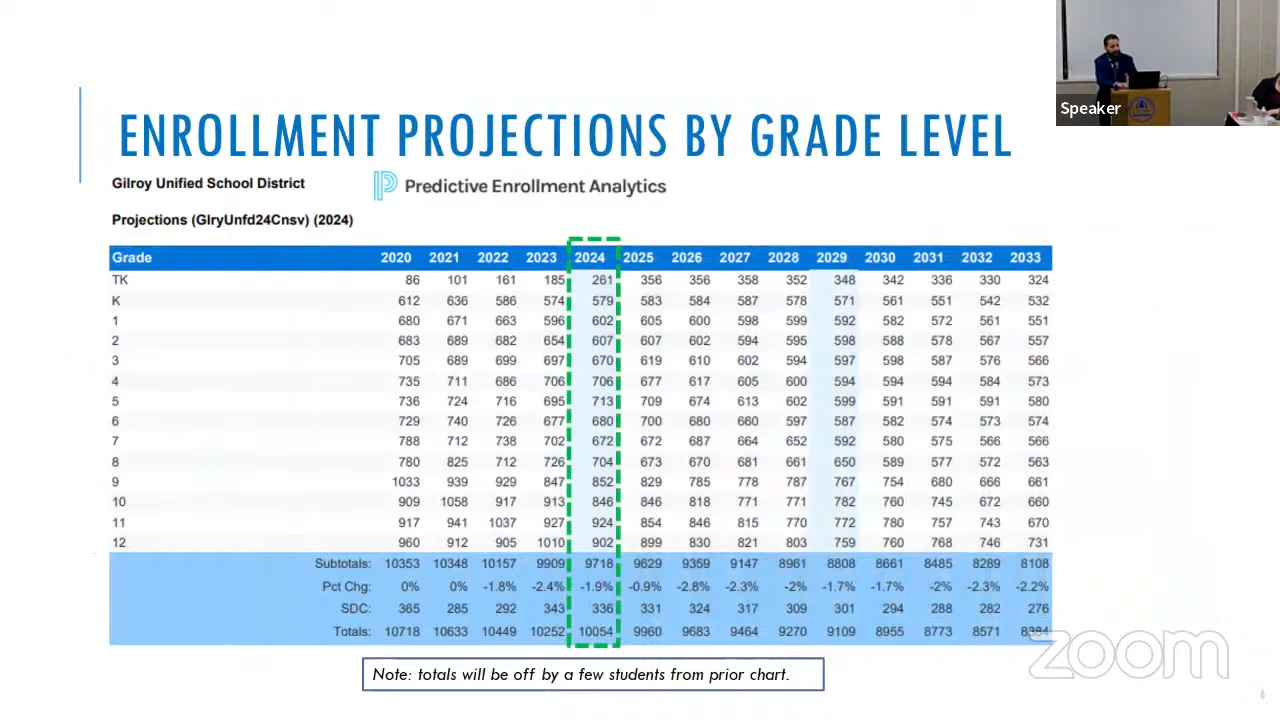 Speaker
ENROLLMENT PROJECTIONS BY GRADE LEVEL
Gilroy Unified School District
Predictive Enrollment Analytics
Projections (GlryUnfd24Cnsv) (2024)
Grade 2020 2021 2022 2023 2024 2025 2026 2027 2028 2029 2030 2031 2032 2033
TK 86 101 161 185 261 356 356 358 352 348 342 336 330 324
K 612 636 586 574 579 583 584 587 578 571 561 551 542 532
1 680 671 663 596 602 605 600 598 599 592 582 572 561 551
2 683 689 682 654 607 607 602 594 595 598 588 578 567 557
3 705 689 699 697 670 619 610 602 594 597 598 587 576 566
4 735 711 686 706 706 677 617 605 600 594 594 594 584 573
5 736 724 716 695 713 709 674 613 602 599 591 591 591 580
6 729 740 726 677 680 700 680 660 597 587 582 574 573 574
7 788 712 738 702 672 672 687 664 652 592 580 575 566 566
8 780 825 712 726 704 673 670 681 661 650 589 577 572 563
9 1033 939 929 847 852 829 785 778 787 767 754 680 666 661
10 909 1058 917 913 846 846 818 771 771 782 760 745 672 660
11 917 941 1037 927 924 854 846 815 770 772 780 757 743 670
12 960 912 905 1010 902 899 830 821 803 759 760 768 746 731
Subtotals: 10353 10348 10157 9909 9718 9629 9359 9147 8961 8808 8661 8485 8289 8108
Pct Chg: 0% 0% -1.8% -2.4% -1.9% -0.9% -2.8% -2.3% -2% -1.7% -1.7% -2% -2.3% -2.2%
SDC: 365 285 292 343 336 331 324 317 309 301 294 288 282 276
Totals: 10718 10633 10449 10252 10054 9960 9683 9464 9270 9109 8955 8773 8571 8384
zoom
Note: totals will be off by a few students from prior chart.
6